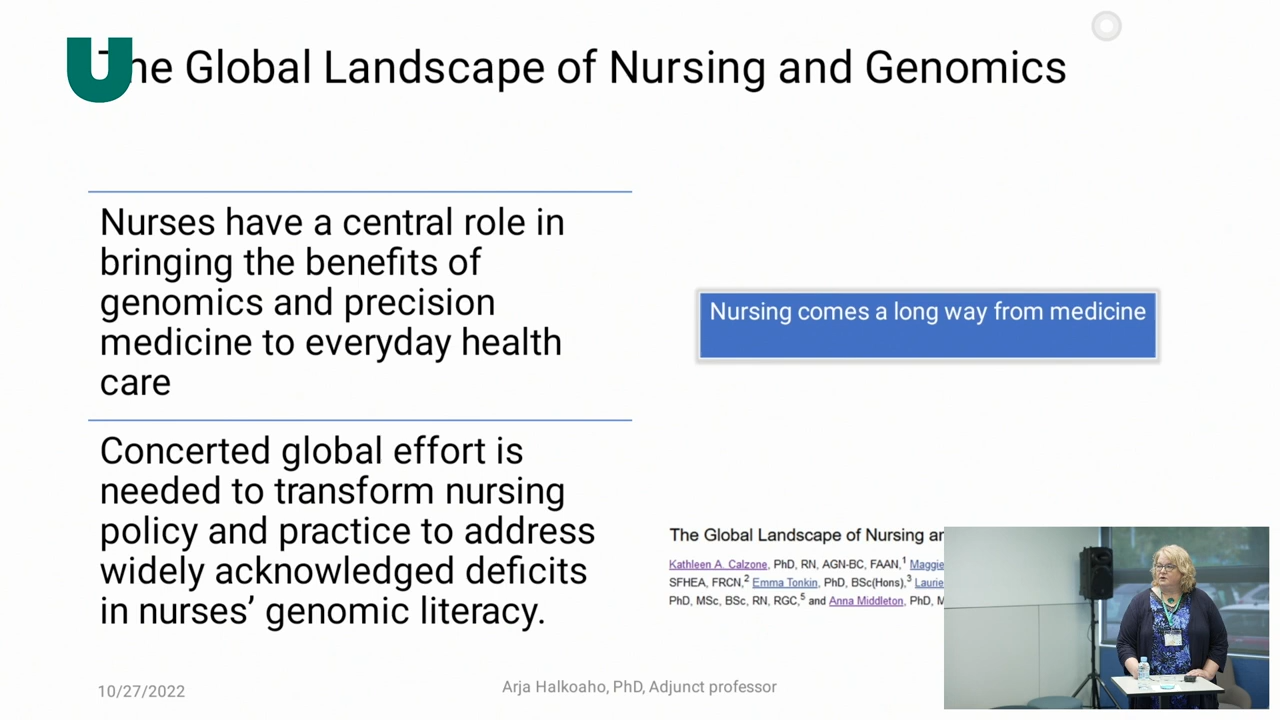 The Global Landscape of Nursing and Genomics
Nurses have a central role in
bringing the benefits of
genomics and precision
medicine to everyday health
care
Nursing comes a long way from medicine
Concerted global effort is
needed to transform nursing
policy and practice to address
widely acknowledged deficits
in nurses’ genomic literacy.
The Global Landscape of Nursing
Kathleen A. Calzone, PhD, RN, AGN-BC, FAAN,¹ Maggie
SFHEA, FRCN,² Emma Tonkin, PhD, BSc(Hons),³ Laurie
PhD, MSc, BSc, RN, RGC,⁵ and Anna Middleton, PhD, M
10/27/2022
Arja Halkoaho, PhD, Adjunct professor